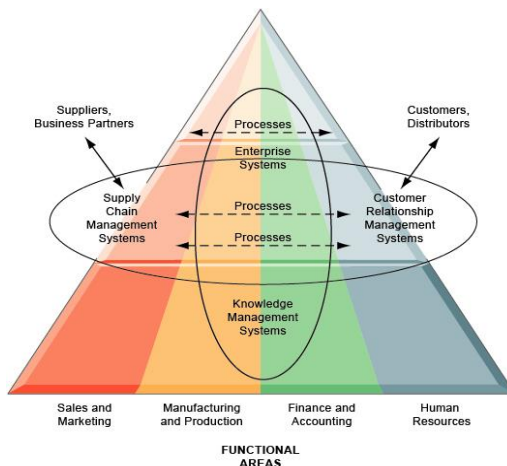 Suppliers,
Business Partners
Customers,
Distributors
Processes
Enterprise
Systems
Supply
Chain
Management
Systems
Processes
Processes
Customer
Relationship
Management
Systems
Knowledge
Management
Systems
Sales and
Marketing
Manufacturing
and Production
Finance and
Accounting
Human
Resources
FUNCTIONAL
AREAS